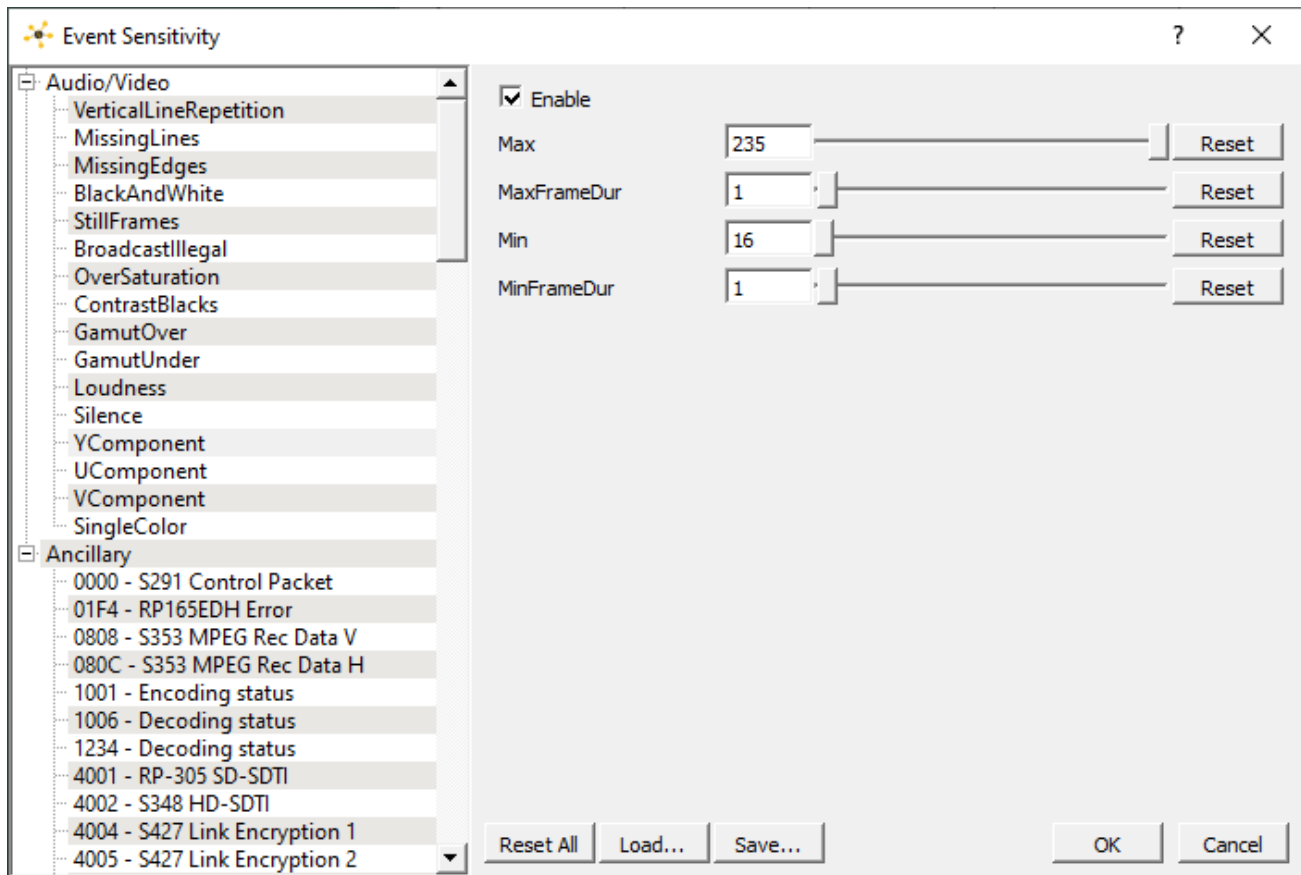 Event Sensitivity
?
Audio/Video
VerticalLineRepetition
MissingLines
MissingEdges
BlackAndWhite
StillFrames
BroadcastIllegal
OverSaturation
ContrastBlacks
GamutOver
GamutUnder
Loudness
Silence
YComponent
UComponent
VComponent
SingleColor
Ancillary
0000 - S291 Control Packet
01F4 - RP165EDH Error
0808 - S353 MPEG Rec Data V
080C - S353 MPEG Rec Data H
1001 - Encoding status
1006 - Decoding status
1234 - Decoding status
4001 - RP-305 SD-SDTI
4002 - S348 HD-SDTI
4004 - S427 Link Encryption 1
4005 - S427 Link Encryption 2
Enable
Max 235 Reset
MaxFrameDur 1 Reset
Min 16 Reset
MinFrameDur 1 Reset
Reset All Load... Save... OK Cancel